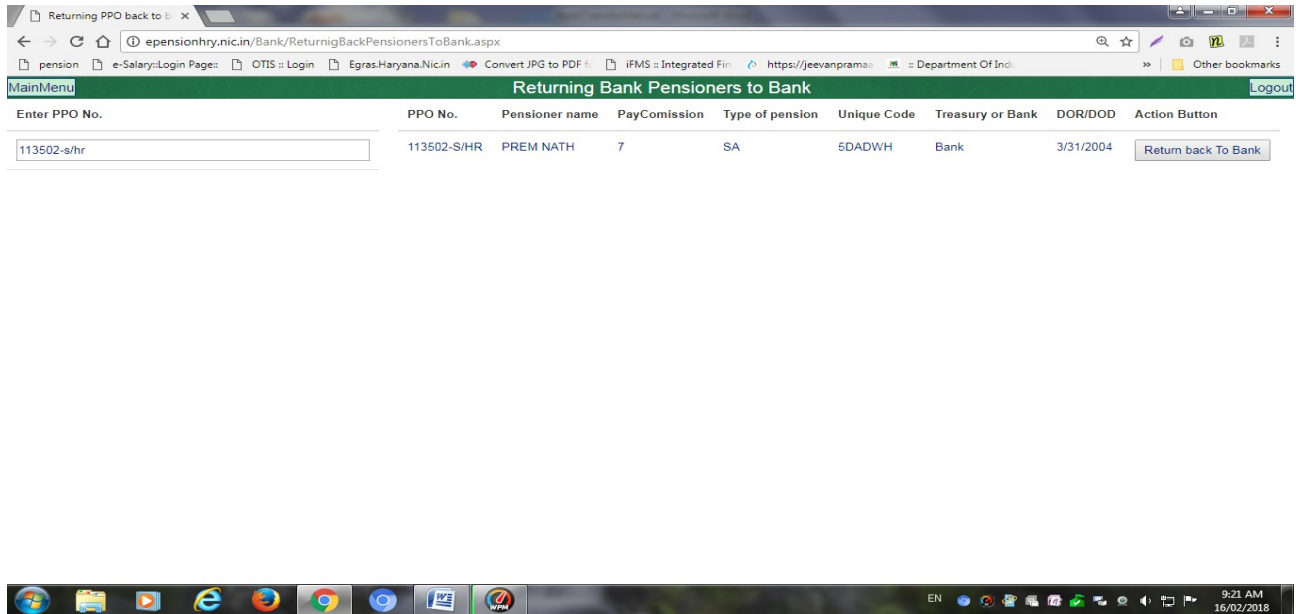 Returning PPO back to b
epensionhry.nic.in/Bank/ReturnigBackPensionersToBank.aspx
pension e-Salary::Login Page:: OTIS :: Login Egras.Haryana.Nic.in Convert JPG to PDF f iFMS :: Integrated Fin https://jeevanpramaa :: Department Of Indu » Other bookmarks
MainMenu Returning Bank Pensioners to Bank Logout
Enter PPO No. PPO No. Pensioner name PayComission Type of pension Unique Code Treasury or Bank DOR/DOD Action Button
113502-s/hr 113502-S/HR PREM NATH 7 SA 5DADWH Bank 3/31/2004 Return back To Bank
EN 9:21 AM
16/02/2018